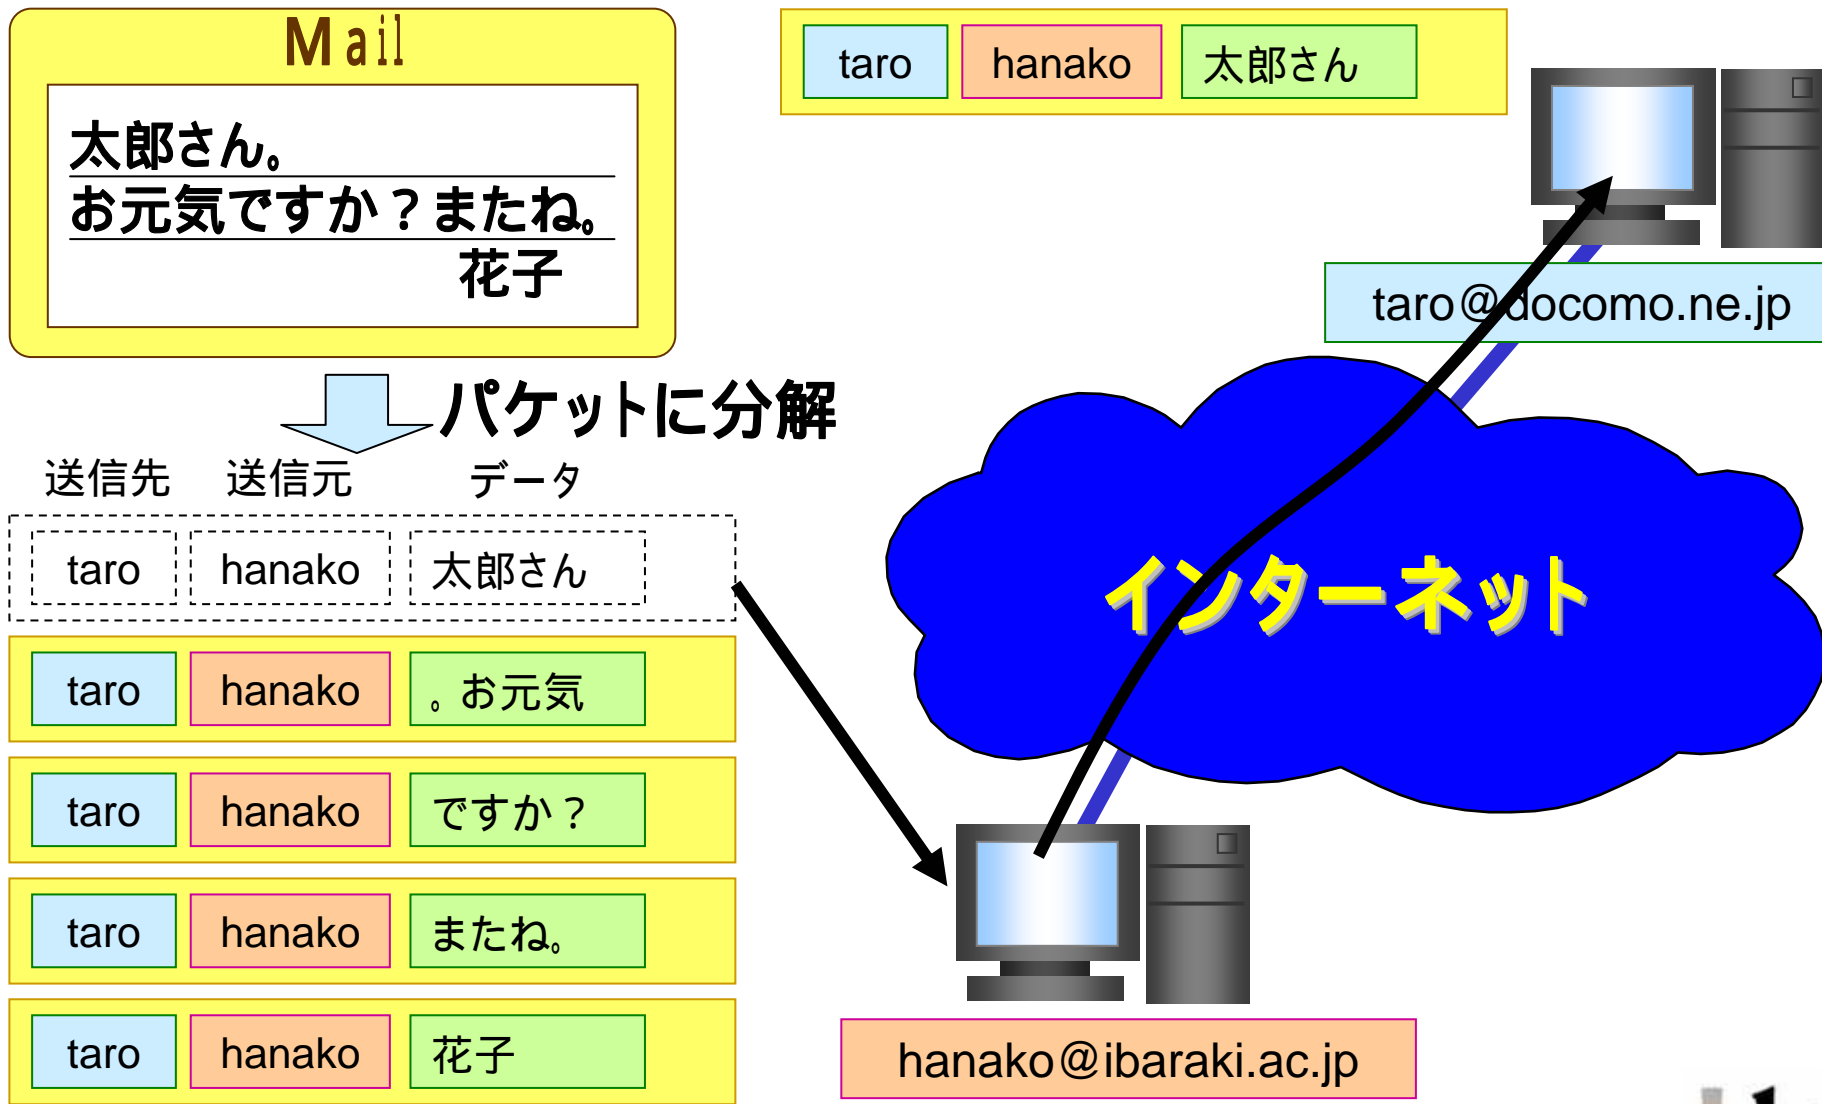 Mail
太郎さん。
お元気ですか？またね。
花子
パケットに分解
送信先 送信元 データ
taro hanako 太郎さん
taro hanako 。お元気
taro hanako ですか？
taro hanako またね。
taro hanako 花子
taro hanako 太郎さん
taro@docomo.ne.jp
インターネット
hanako@ibaraki.ac.jp